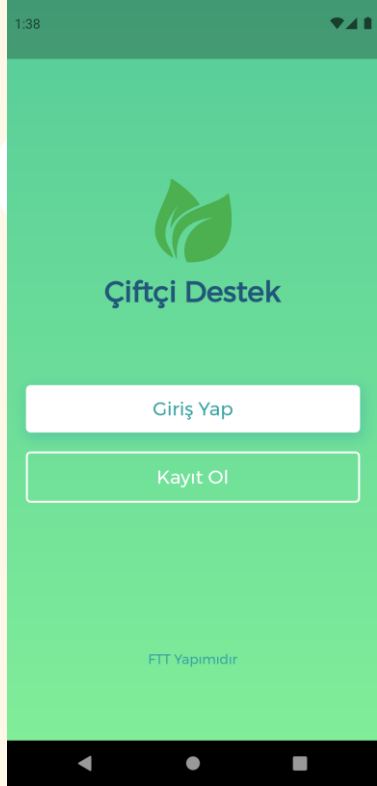 1:38
Çiftçi Destek
Giriş Yap
Kayıt Ol
FTT Yapımıdır